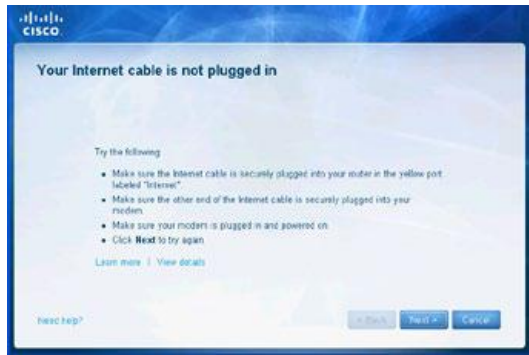 CISCO
Your Internet cable is not plugged in
Try the following:
• Make sure the Internet cable is securely plugged into your router in the yellow port
labeled "Internet"
• Make sure the other end of the Internet cable is securely plugged into your
modem.
• Make sure your modem is plugged in and powered on.
• Click Next to try again.
Learn more | View details
Need help?
< Back
Next >
Cancel